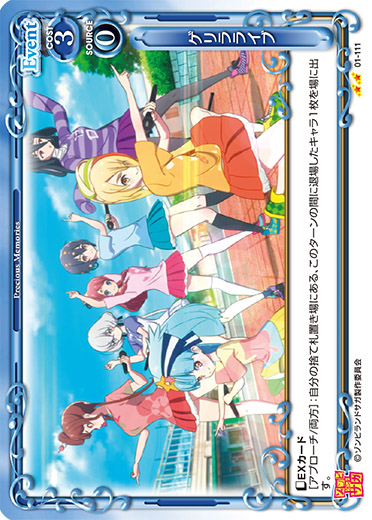 Event
COST
3
SOURCE
0
ゲリラライブ
Precious Memories
■EXカード
[アプローチ/両方]：自分の捨て札置き場にある、このターンの間に退場したキャラ1枚を場に出
す。
©ゾンビランドサガ製作委員会
01-111